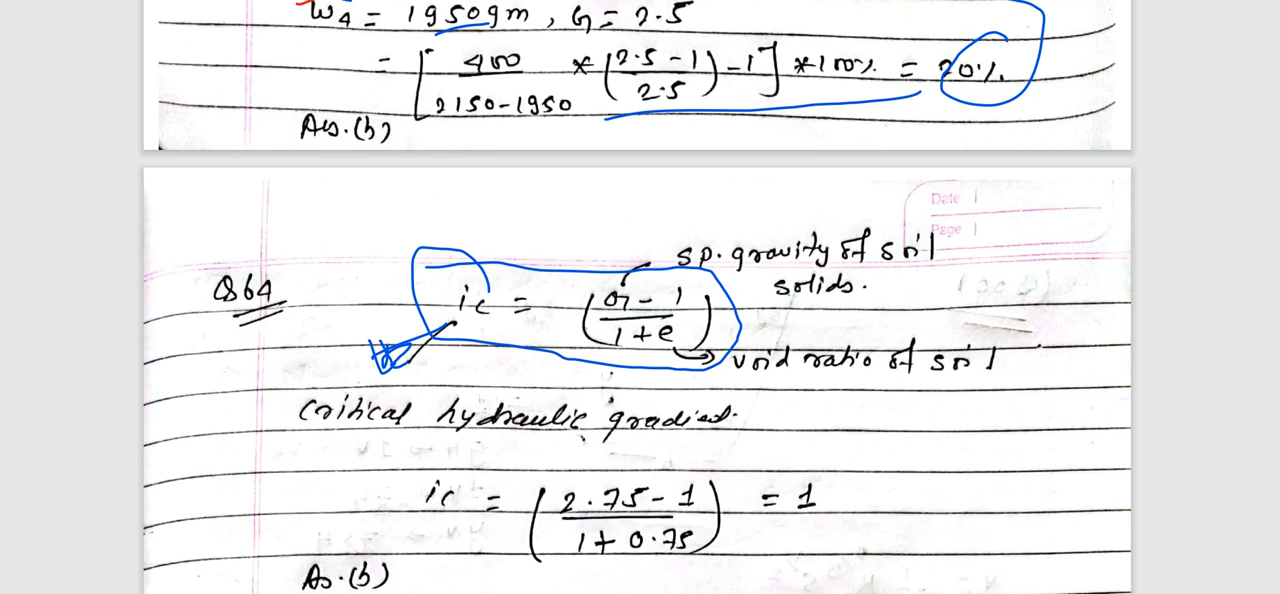 W4 = 1950gm, G = 2.5
= [ 400 / 2150-1950 * (2.5-1 / 2.5) -1 ] *100% = 20%
As. (b)
Date
Page
sp. gravity of soil
solids.
Q64
ic = (G-1 / 1+e)
void ratio of soil
critical hydraulic gradient.
ic = (2.75-1 / 1+0.75) = 1
As. (b)